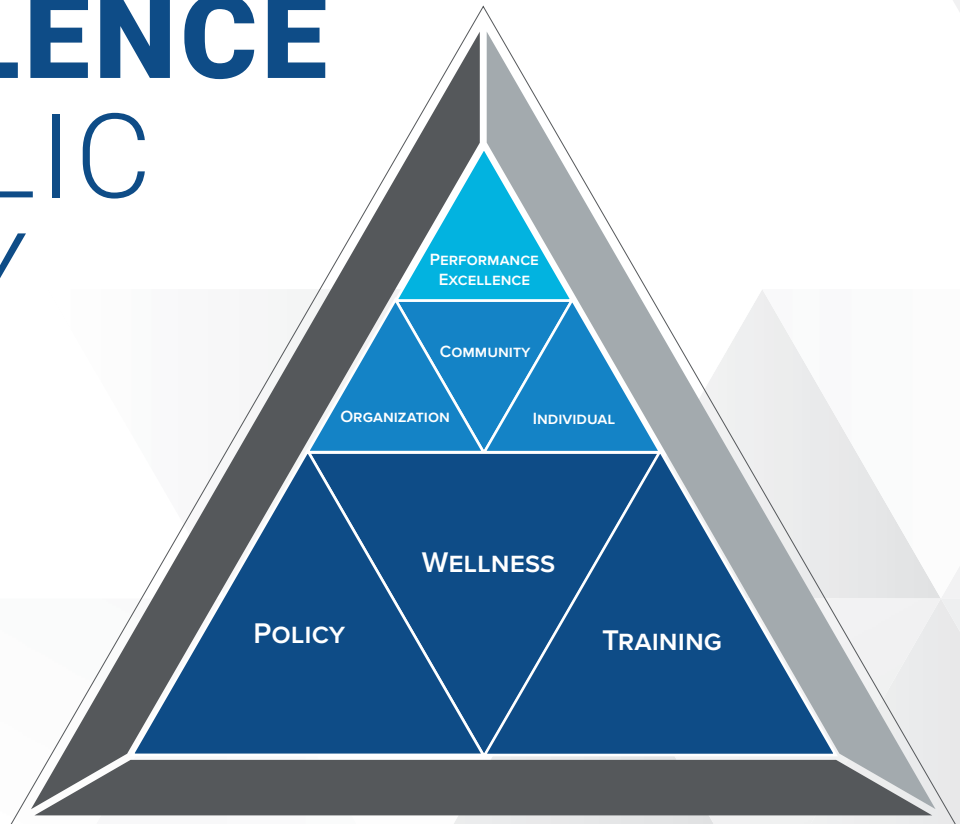 LENCE
LIC
Y
PERFORMANCE
EXCELLENCE
COMMUNITY
ORGANIZATION
INDIVIDUAL
WELLNESS
POLICY
TRAINING